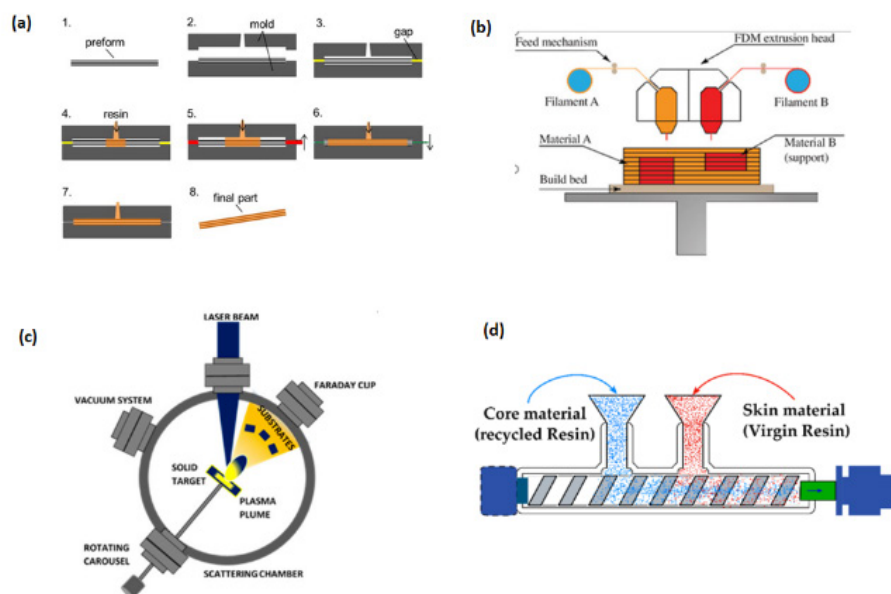 (a)
1.
preform
2.
mold
3.
gap
4.
resin
5.
6.
7.
8.
final part
(b)
Feed mechanism
FDM extrusion head
Filament A
Filament B
Material A
Material B
(support)
Build bed
(c)
LASER BEAM
VACUUM SYSTEM
FARADAY CUP
SUBSTRATES
SOLID
TARGET
PLASMA
PLUME
ROTATING
CAROUSEL
SCATTERING CHAMBER
(d)
Core material
(recycled Resin)
Skin material
(Virgin Resin)